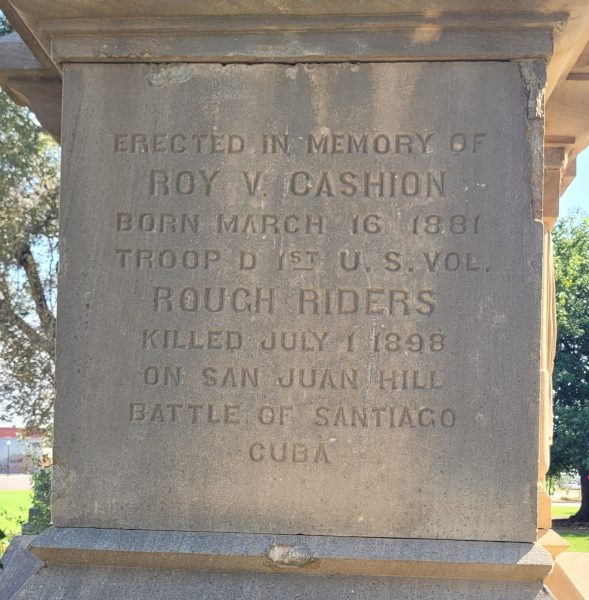 ERECTED IN MEMORY OF
ROY V. CASHION
BORN MARCH 16 1881
TROOP D 1ST U.S. VOL.
ROUGH RIDERS
KILLED JULY 1 1898
ON SAN JUAN HILL
BATTLE OF SANTIAGO
CUBA